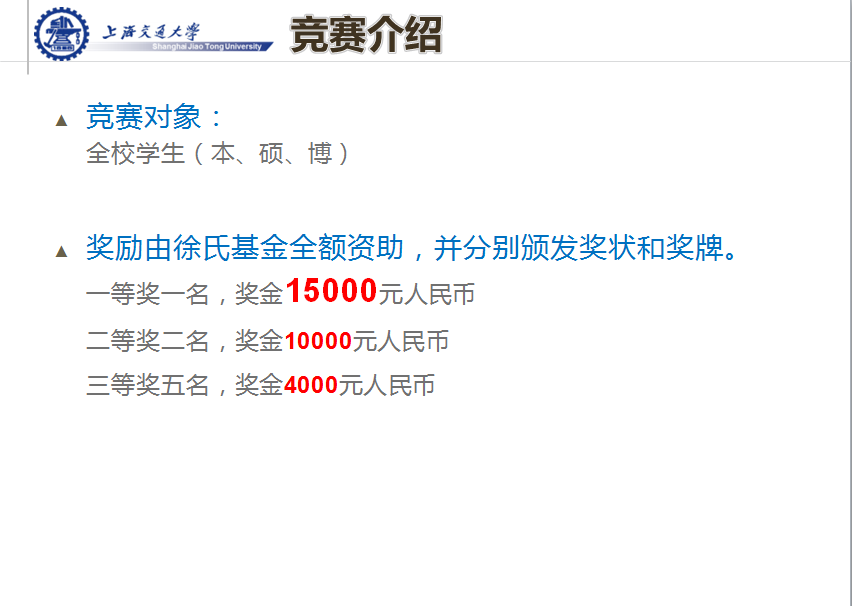 上海交通大学
Shanghai Jiao Tong University
竞赛介绍
▲ 竞赛对象：
全校学生（本、硕、博）
▲ 奖励由徐氏基金全额资助，并分别颁发奖状和奖牌。
一等奖一名，奖金15000元人民币
二等奖二名，奖金10000元人民币
三等奖五名，奖金4000元人民币